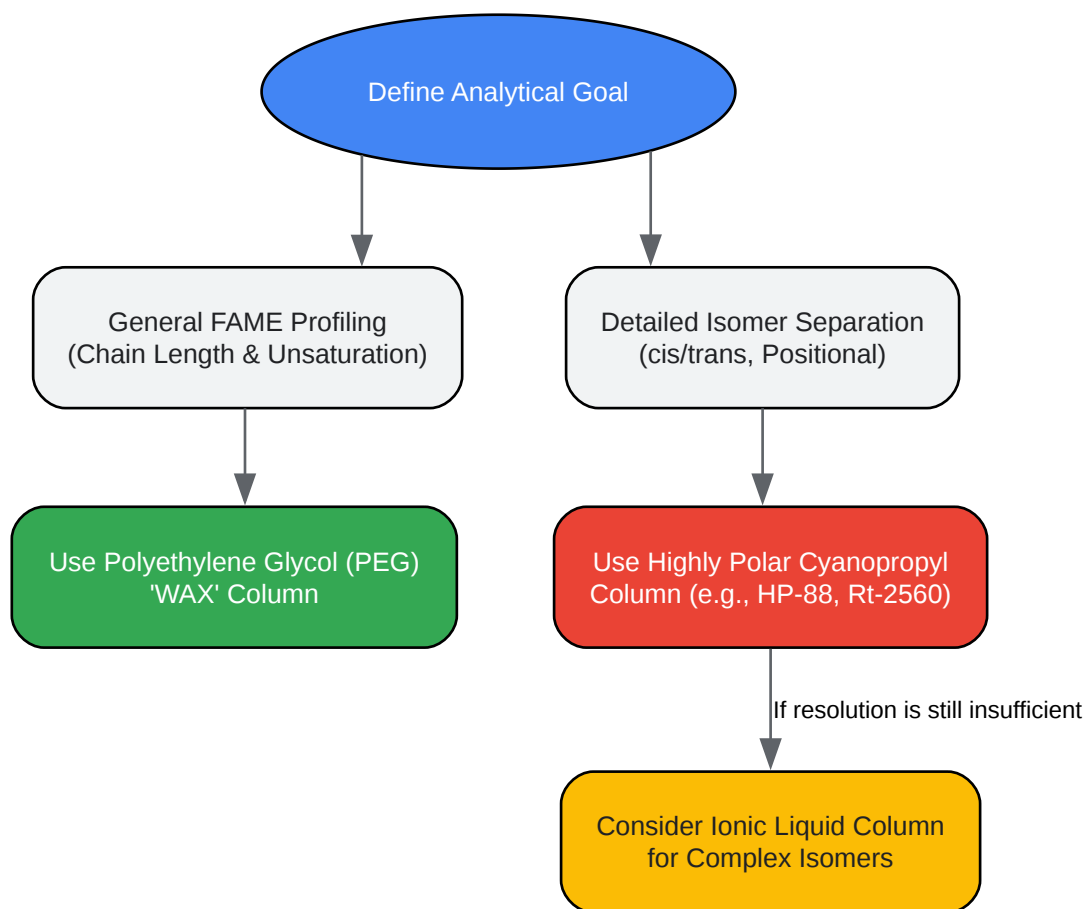 Define Analytical Goal
General FAME Profiling
(Chain Length & Unsaturation)
Detailed Isomer Separation
(cis/trans, Positional)
Use Polyethylene Glycol (PEG)
'WAX' Column
Use Highly Polar Cyanopropyl
Column (e.g., HP-88, Rt-2560)
If resolution is still insufficient
Consider Ionic Liquid Column
for Complex Isomers